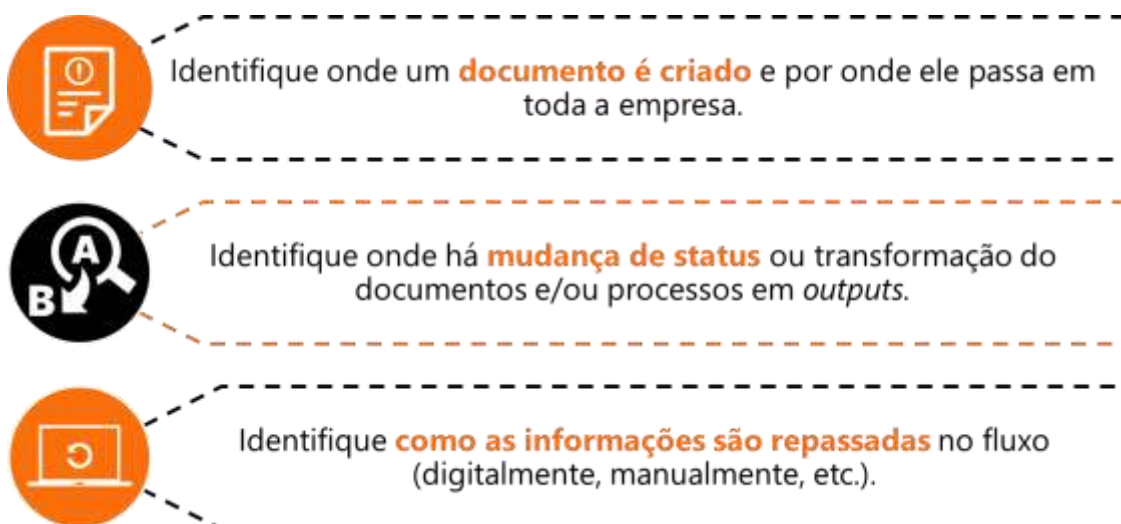 Identifique onde um documento é criado e por onde ele passa em
toda a empresa.
A
B
Identifique onde há mudança de status ou transformação do
documentos e/ou processos em outputs.
Identifique como as informações são repassadas no fluxo
(digitalmente, manualmente, etc.).